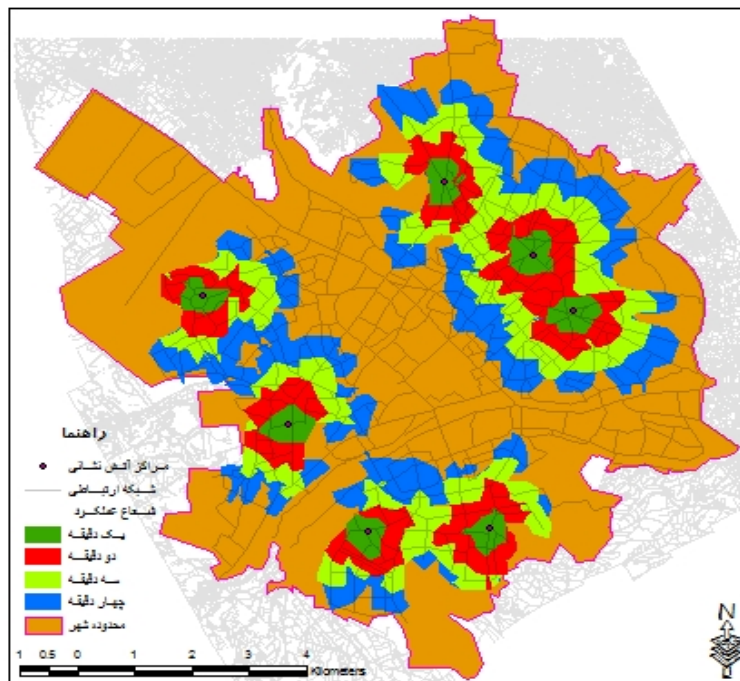 راهنما
مراکز آتش نشانی
شبکه ارتباطی
شعاع عملکرد
یک دقیقه
دو دقیقه
سه دقیقه
چهار دقیقه
محدوده شهر
1 0.5 0 1 2 3 4
Kilometers
N